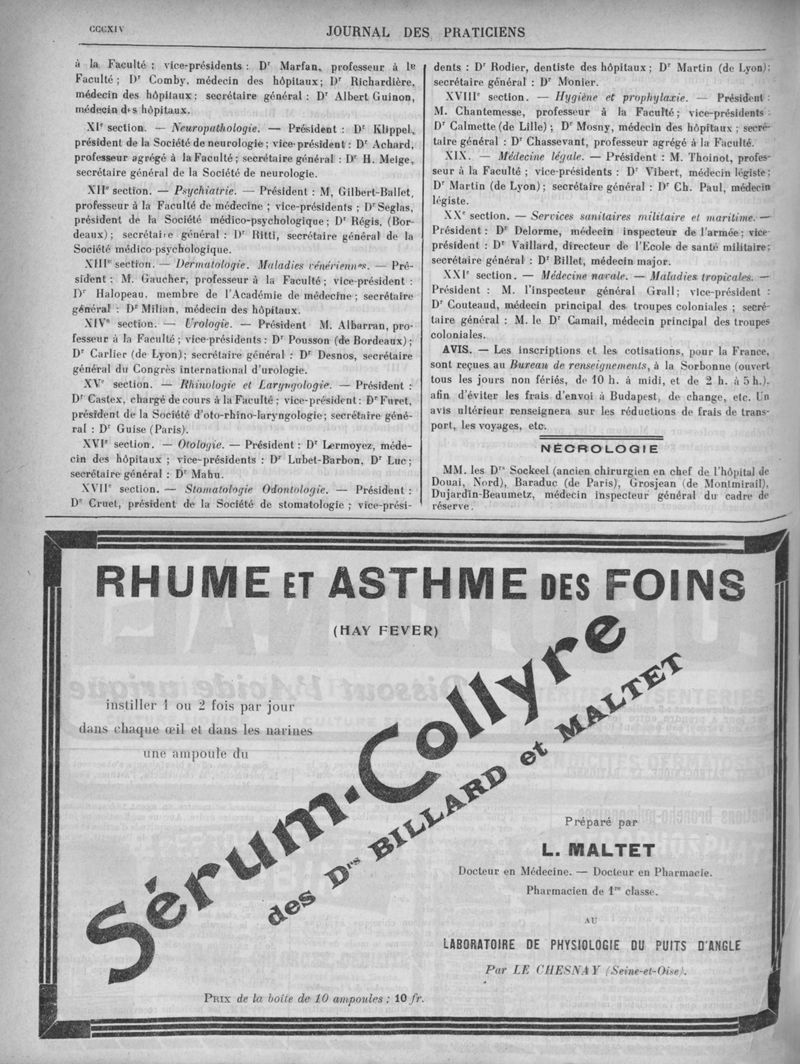 CCCXIV
JOURNAL DES PRATICIENS
à la Faculté ; vice-présidents : Dr Marfan, professeur à le
Faculté ; Dr Comby, médecin des hôpitaux ; Dr Richardière,
médecin des hôpitaux ; secrétaire général : Dr Albert Guinon,
médecin des hôpitaux.
XIe section. — Neuropathologie. — Président : Dr Klippel,
président de la Société de neurologie ; vice-président : Dr Achard,
professeur agrégé à la Faculté ; secrétaire général : Dr H. Meige,
secrétaire général de la Société de neurologie.
XIIe section. — Psychiatrie. — Président : M. Gilbert-Ballet,
professeur à la Faculté de médecine ; vice-présidents ; Dr Seglas,
président de la Société médico-psychologique ; Dr Régis, (Bor-
deaux) ; secrétaire général : Dr Ritti, secrétaire général de la
Société médico psychologique.
XIIIe section. — Dermatologie. Maladies vénériennes. — Pré-
sident : M. Gaucher, professeur à la Faculté ; vice-président :
Dr Halopeau, membre de l'Académie de médecine ; secrétaire
général : Dr Milian, médecin des hôpitaux.
XIVe section. — Urologie. — Président M. Albarran, pro-
fesseur à la Faculté ; vice-présidents : Dr Pousson (de Bordeaux) ;
Dr Carlier (de Lyon) ; secrétaire général : Dr Desnos, secrétaire
général du Congrès international d'urologie.
XVe section. — Rhinologie et Laryngologie. — Président :
Dr Castex, chargé de cours à la Faculté ; vice-président : Dr Furet,
président de la Société d'oto-rhino-laryngologie ; secrétaire géné-
ral : Dr Guise (Paris).
XVIe section. — Otologie. — Président : Dr Lermoyez, méde-
cin des hôpitaux ; vice-présidents : Dr Lubet-Barbon, Dr Luc ;
secrétaire général : Dr Mahu.
XVIIe section. — Stomatologie Odontologie. — Président :
Dr Cruet, président de la Société de stomatologie ; vice-prési-
dents : Dr Rodier, dentiste des hôpitaux ; Dr Martin (de Lyon) ;
secrétaire général : Dr Monier.
XVIIIe section. — Hygiène et prophylaxie. — Président :
M. Chantemesse, professeur à la Faculté ; vice-présidents :
Dr Calmette (de Lille) ; Dr Mosny, médecin des hôpitaux ; secré-
taire général : Dr Chassevant, professeur agrégé à la Faculté.
XIX. — Médecine légale. — Président : M. Thoinot, profes-
seur à la Faculté ; vice-présidents : Dr Vibert, médecin légiste ;
Dr Martin (de Lyon) ; secrétaire général : Dr Ch. Paul, médecin
légiste.
XXe section. — Services sanitaires militaire et maritime. —
Président : Dr Delorme, médecin inspecteur de l'armée ; vice-
président : Dr Vaillard, directeur de l'Ecole de santé militaire ;
secrétaire général : Dr Billet, médecin major.
XXIe section. — Médecine navale. — Maladies tropicales. —
Président : M. l'inspecteur général Grall ; vice-président :
Dr Couteaud, médecin principal des troupes coloniales ; secré-
taire général : M. le Dr Camail, médecin principal des troupes
coloniales.
AVIS. — Les inscriptions et les cotisations, pour la France,
sont reçues au Bureau de renseignements, à la Sorbonne (ouvert
tous les jours non fériés, de 10 h. à midi, et de 2 h. à 5 h.).
afin d'éviter les frais d'envoi à Budapest, de change, etc. Un
avis ultérieur renseignera sur les réductions de frais de trans-
port, les voyages, etc.
NÉCROLOGIE
MM. les Drs Sockeel (ancien chirurgien en chef de l'hôpital de
Douai, Nord), Baraduc (de Paris), Grosjean (de Montmirail),
Dujardin-Beaumetz, médecin inspecteur général du cadre de
réserve.
RHUME ET ASTHME DES FOINS
(HAY FEVER)
instiller 1 ou 2 fois par jour
dans chaque œil et dans les narines
une ampoule du
Sérum-Collyre
des Drs BILLARD et MALTET
Préparé par
L. MALTET
Docteur en Médecine. — Docteur en Pharmacie.
Pharmacien de 1re classe.
AU
LABORATOIRE DE PHYSIOLOGIE DU PUITS D'ANGLE
Par LE CHESNAY (Seine-et-Oise).
PRIX de la boîte de 10 ampoules : 10 fr.